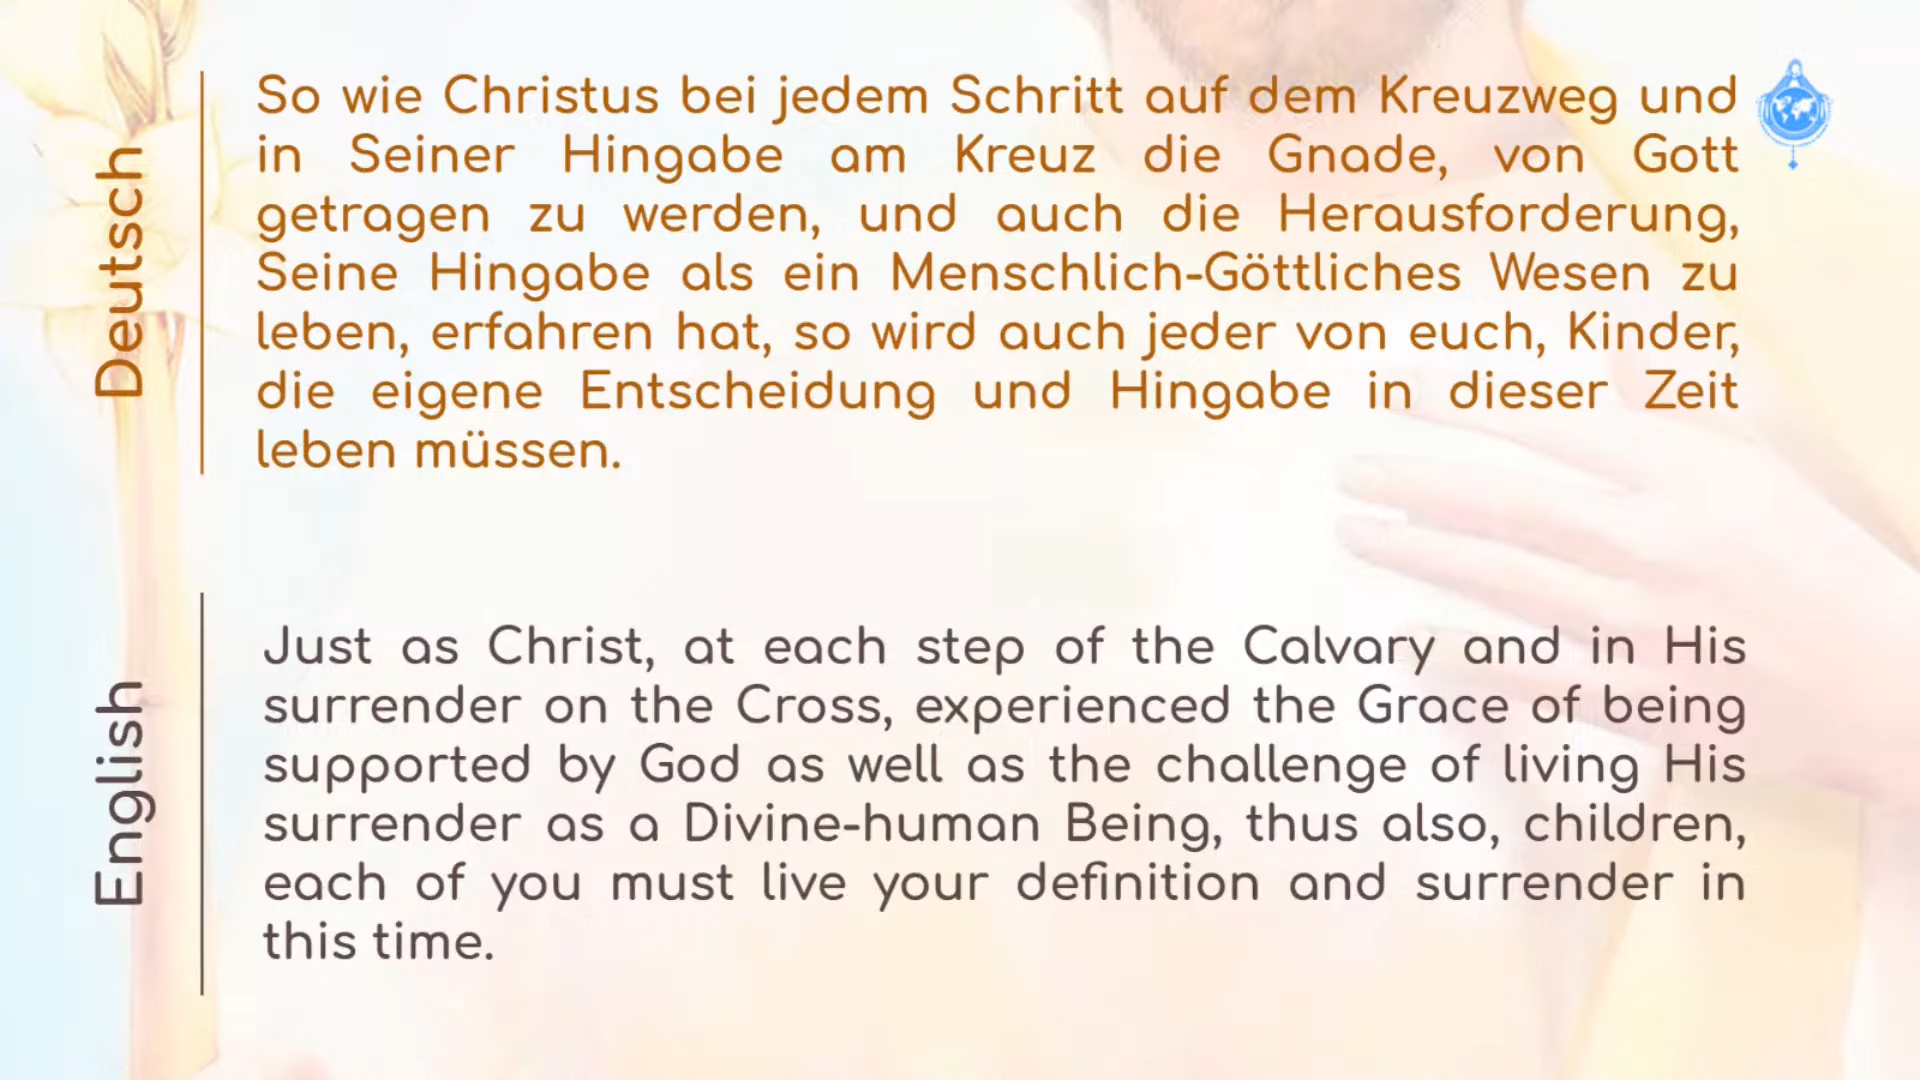 Deutsch
So wie Christus bei jedem Schritt auf dem Kreuzweg und
in Seiner Hingabe am Kreuz die Gnade, von Gott
getragen zu werden, und auch die Herausforderung,
Seine Hingabe als ein Menschlich-Göttliches Wesen zu
leben, erfahren hat, so wird auch jeder von euch, Kinder,
die eigene Entscheidung und Hingabe in dieser Zeit
leben müssen.
English
Just as Christ, at each step of the Calvary and in His
surrender on the Cross, experienced the Grace of being
supported by God as well as the challenge of living His
surrender as a Divine-human Being, thus also, children,
each of you must live your definition and surrender in
this time.